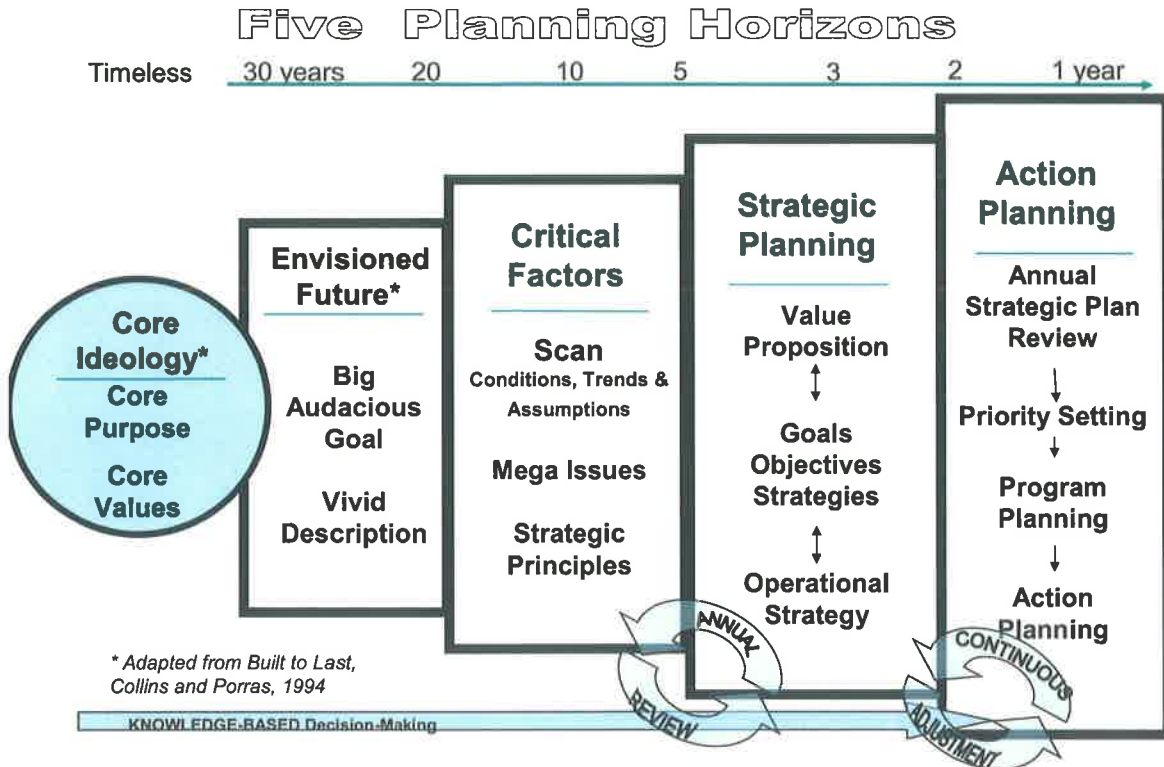 Five Planning Horizons
Timeless 30 years 20 10 5 3 2 1 year
Core
Ideology*
Core
Purpose
Core
Values
Envisioned
Future*
Big
Audacious
Goal
Vivid
Description
Critical
Factors
Scan
Conditions, Trends &
Assumptions
Mega Issues
Strategic
Principles
Strategic
Planning
Value
Proposition
Goals
Objectives
Strategies
Operational
Strategy
Action
Planning
Annual
Strategic Plan
Review
Priority Setting
Program
Planning
Action
Planning
ANNUAL
REVIEW
CONTINUOUS
ADJUSTMENT
* Adapted from Built to Last,
Collins and Porras, 1994
KNOWLEDGE-BASED Decision-Making